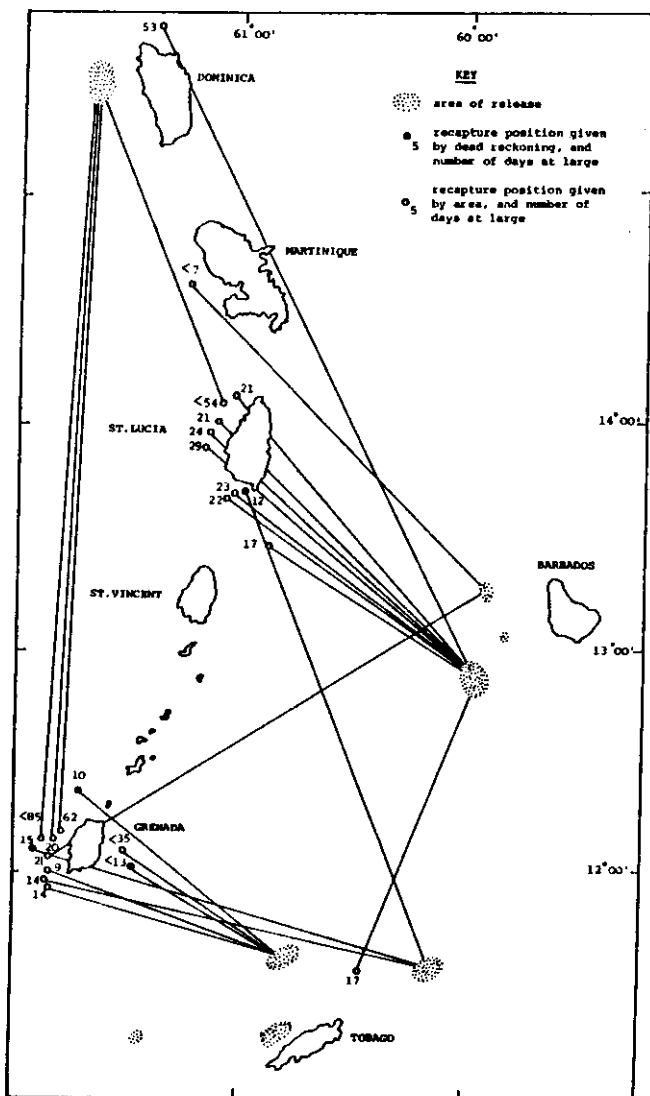 61°00'
60°00'
53
DOMINICA
KEY
area of release
5 recapture position given
by dead reckoning, and
number of days at large
5 recapture position given
by area, and number of
days at large
MARTINIQUE
<7
<54
21
21
24
ST.LUCIA
29
14°00'
23
22
12
17
BARBADOS
ST.VINCENT
13°00'
10
<85
62
GRENADA
15
20
<35
21
9
<13
14
14
12°00'
17
TOBAGO